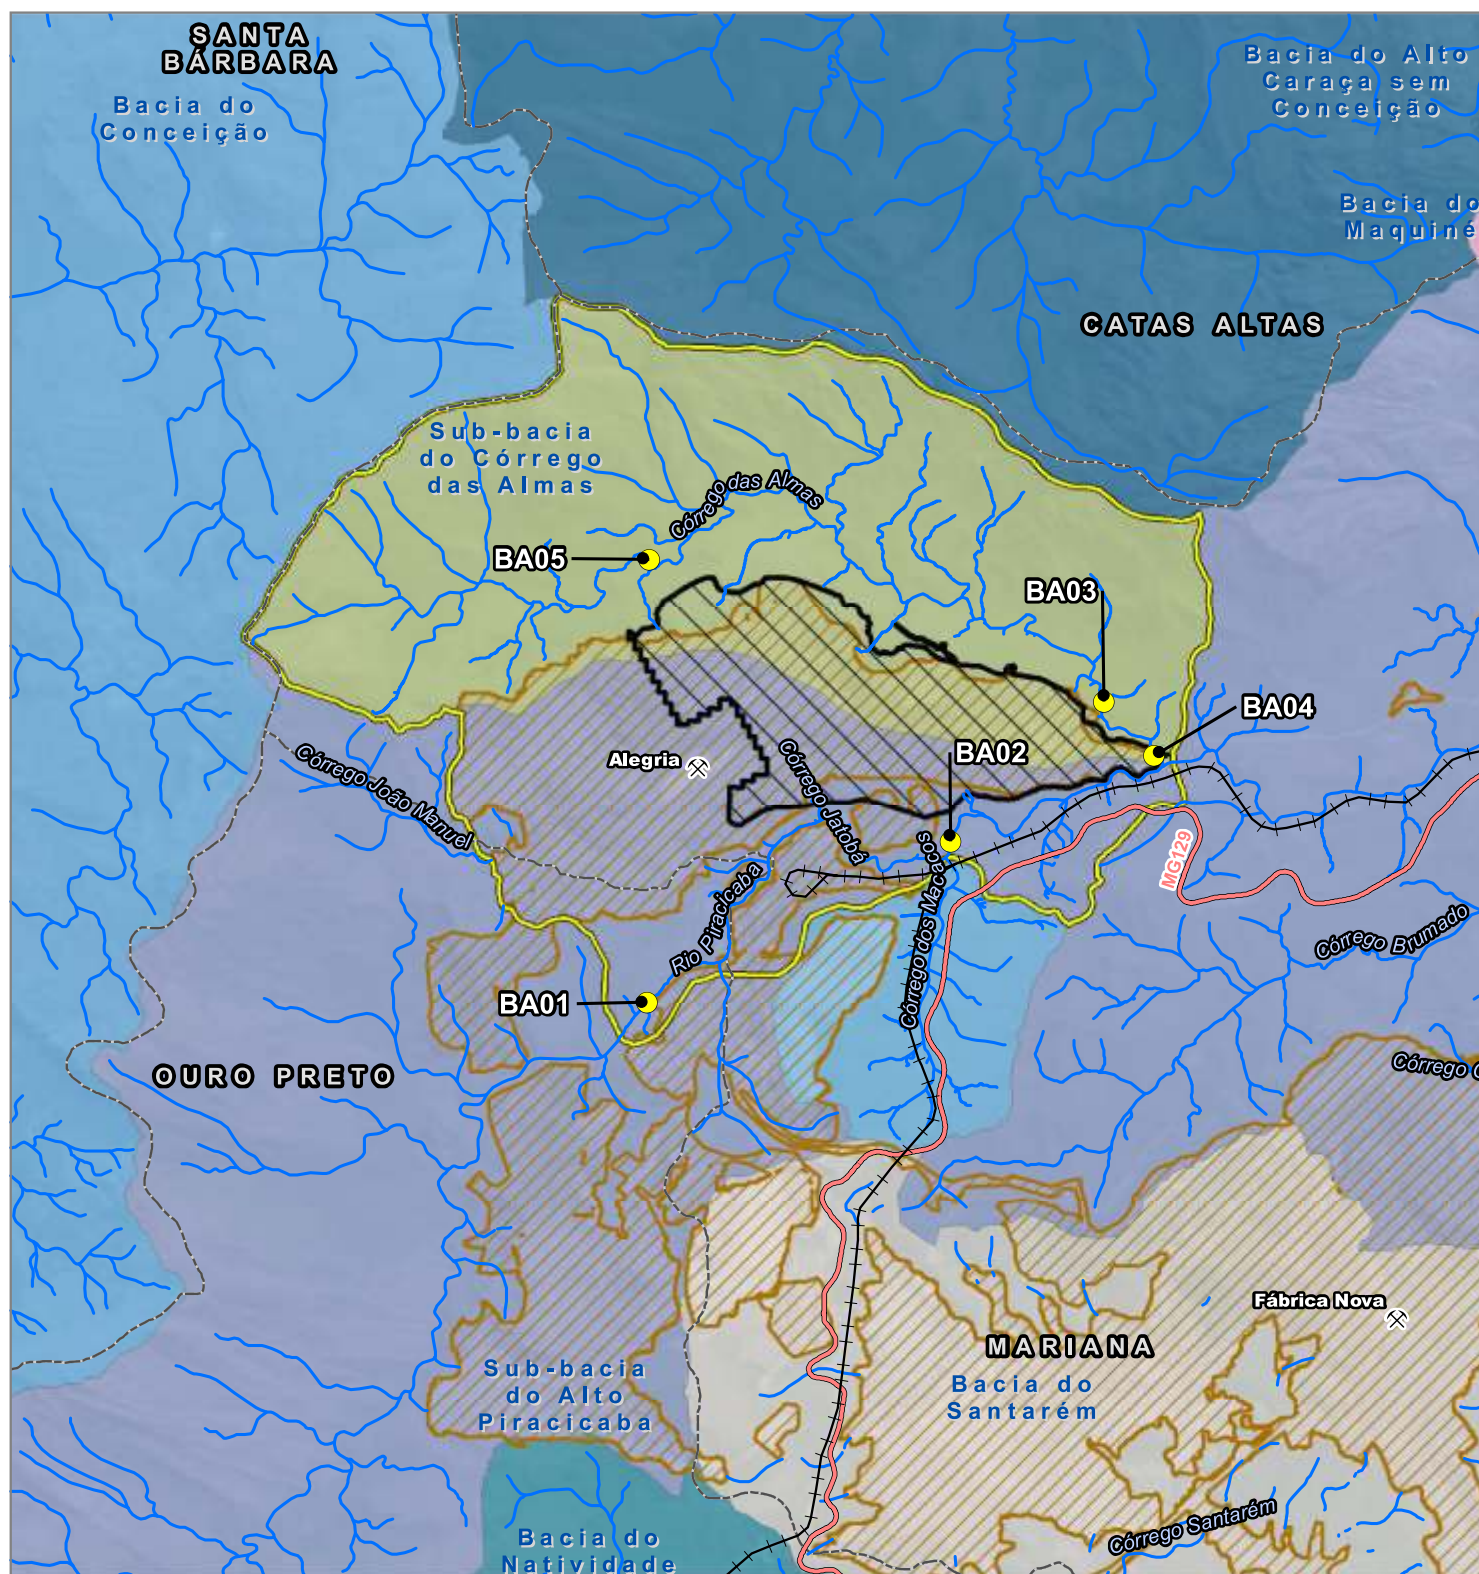 SANTA
BÁRBARA
Bacia do
Conceição
Bacia do Alto
Caraça sem
Conceição
Bacia do
Maquiné
CATAS ALTAS
Sub-bacia
do Córrego
das Almas
Córrego das Almas
BA05
BA03
BA04
BA02
Alegria
Córrego João Manuel
Córrego Jatobá
MG129
Rio Piracicaba
Córrego dos Macacos
Córrego Brumado
BA01
Córrego
OURO PRETO
Fábrica Nova
MARIANA
Bacia do
Santarém
Sub-bacia
do Alto
Piracicaba
Córrego Santarém
Bacia do
Natividade